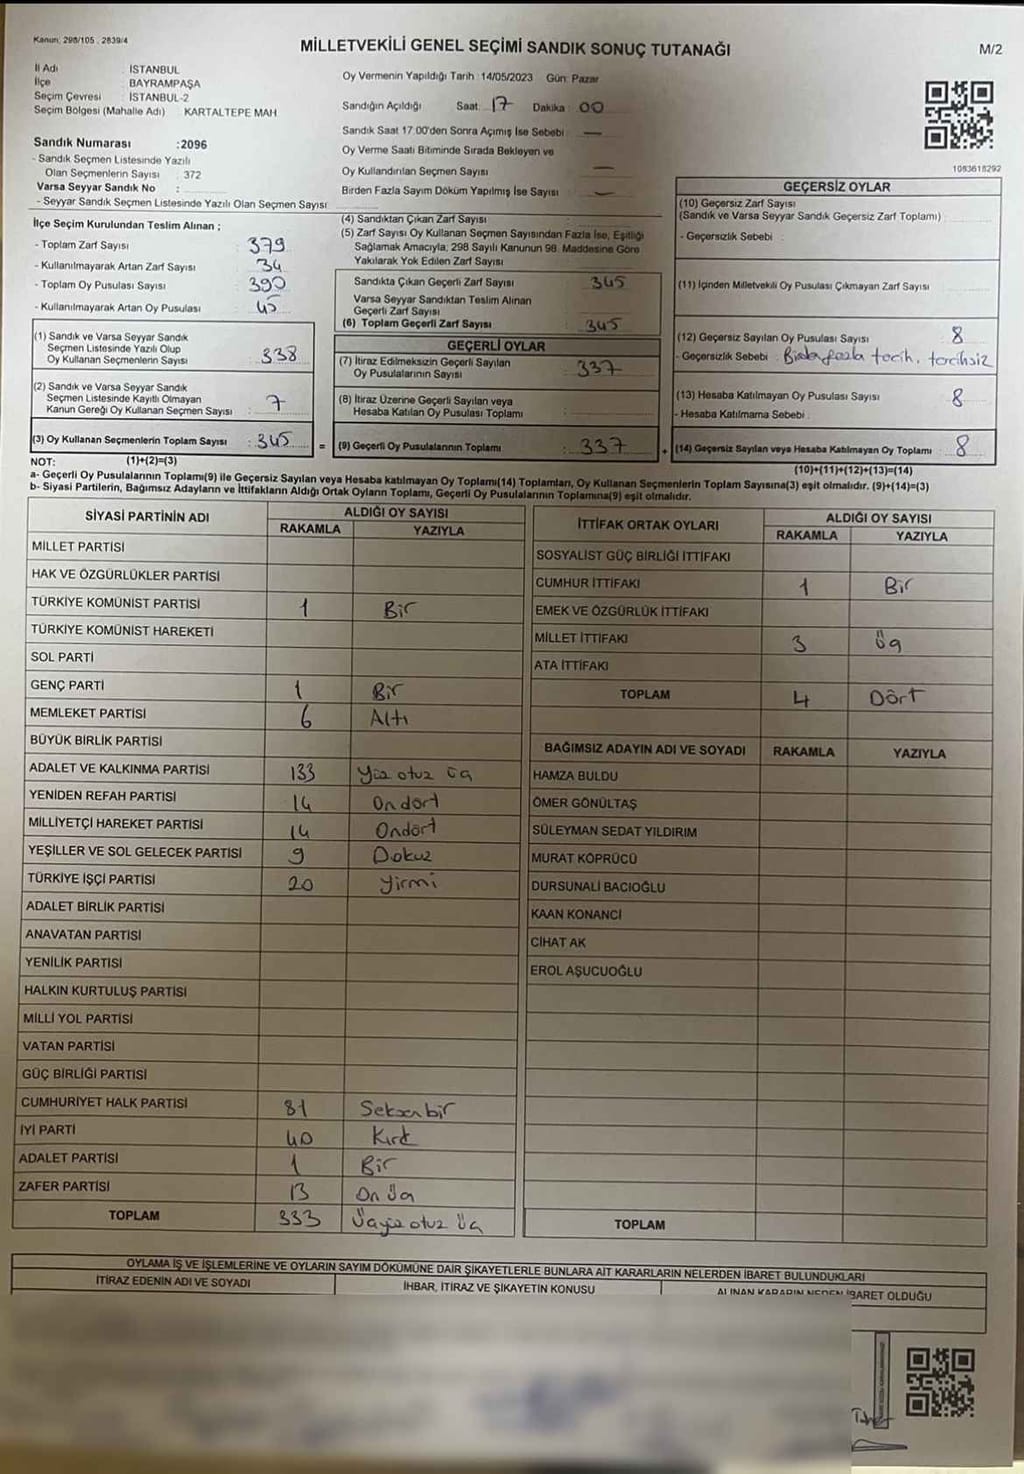 Kanun: 298/105 , 2839/4
MİLLETVEKİLİ GENEL SEÇİMİ SANDIK SONUÇ TUTANAĞI
M/2
İl Adı : İSTANBUL
İlçe BAYRAMPAŞA
Seçim Çevresi : İSTANBUL-2
Seçim Bölgesi (Mahalle Adı) : KARTALTEPE MAH
Oy Vermenin Yapıldığı Tarih : 14/05/2023 Gün: Pazar
Sandığın Açıldığı Saat: 17 Dakika : 00
Sandık Saat 17:00'den Sonra Açımış İse Sebebi : —
Oy Verme Saati Bitiminde Sırada Bekleyen ve
Oy Kullandırılan Seçmen Sayısı —
Birden Fazla Sayım Döküm Yapılmış İse Sayısı —
1083618292
Sandık Numarası :2096
- Sandık Seçmen Listesinde Yazılı
Olan Seçmenlerin Sayısı : 372
Varsa Seyyar Sandık No :
- Seyyar Sandık Seçmen Listesinde Yazılı Olan Seçmen Sayısı
İlçe Seçim Kurulundan Teslim Alınan ;
- Toplam Zarf Sayısı : 379
- Kullanılmayarak Artan Zarf Sayısı : 34
- Toplam Oy Pusulası Sayısı : 390
- Kullanılmayarak Artan Oy Pusulası : 45
(1) Sandık ve Varsa Seyyar Sandık
Seçmen Listesinde Yazılı Olup
Oy Kullanan Seçmenlerin Sayısı : 338
(2) Sandık ve Varsa Seyyar Sandık
Seçmen Listesinde Kayıtlı Olmayan
Kanun Gereği Oy Kullanan Seçmen Sayısı : 7
(3) Oy Kullanan Seçmenlerin Toplam Sayısı : 345
(4) Sandıktan Çıkan Zarf Sayısı
(5) Zarf Sayısı Oy Kullanan Seçmen Sayısından Fazla İse, Eşitliği
Sağlamak Amacıyla, 298 Sayılı Kanunun 98. Maddesine Göre
Yakılarak Yok Edilen Zarf Sayısı
Sandıkta Çıkan Geçerli Zarf Sayısı : 345
Varsa Seyyar Sandıktan Teslim Alınan
Geçerli Zarf Sayısı
(6) Toplam Geçerli Zarf Sayısı : 345
GEÇERLİ OYLAR
(7) İtiraz Edilmeksizin Geçerli Sayılan
Oy Pusulalarının Sayısı : 337
(8) İtiraz Üzerine Geçerli Sayılan veya
Hesaba Katılan Oy Pusulası Toplamı :
= (9) Geçerli Oy Pusulalarının Toplamı : 337
GEÇERSİZ OYLAR
(10) Geçersiz Zarf Sayısı
(Sandık ve Varsa Seyyar Sandık Geçersiz Zarf Toplamı) :
- Geçersizlik Sebebi :
(11) İçinden Milletvekili Oy Pusulası Çıkmayan Zarf Sayısı
(12) Geçersiz Sayılan Oy Pusulası Sayısı : 8
- Geçersizlik Sebebi : Birden fazla tercih, tercihsiz
(13) Hesaba Katılmayan Oy Pusulası Sayısı : 8
- Hesaba Katılmama Sebebi :
+ (14) Geçersiz Sayılan veya Hesaba Katılmayan Oy Toplamı : 8
NOT: (1)+(2)=(3)
(10)+(11)+(12)+(13)=(14)
a- Geçerli Oy Pusulalarının Toplamı(9) ile Geçersiz Sayılan veya Hesaba katılmayan Oy Toplamı(14) Toplamları, Oy Kullanan Seçmenlerin Toplam Sayısına(3) eşit olmalıdır. (9)+(14)=(3)
b- Siyasi Partilerin, Bağımsız Adayların ve İttifakların Aldığı Ortak Oyların Toplamı, Geçerli Oy Pusulalarının Toplamına(9) eşit olmalıdır.
SİYASİ PARTİNİN ADI ALDIĞI OY SAYISI
RAKAMLA YAZIYLA
MİLLET PARTİSİ
HAK VE ÖZGÜRLÜKLER PARTİSİ
TÜRKİYE KOMÜNİST PARTİSİ 1 Bir
TÜRKİYE KOMÜNİST HAREKETİ
SOL PARTİ
GENÇ PARTİ 1 Bir
MEMLEKET PARTİSİ 6 Altı
BÜYÜK BİRLİK PARTİSİ
ADALET VE KALKINMA PARTİSİ 133 Yüz otuz üç
YENİDEN REFAH PARTİSİ 14 Ondört
MİLLİYETÇİ HAREKET PARTİSİ 14 Ondört
YEŞİLLER VE SOL GELECEK PARTİSİ 9 Dokuz
TÜRKİYE İŞÇİ PARTİSİ 20 Yirmi
ADALET BİRLİK PARTİSİ
ANAVATAN PARTİSİ
YENİLİK PARTİSİ
HALKIN KURTULUŞ PARTİSİ
MİLLİ YOL PARTİSİ
VATAN PARTİSİ
GÜÇ BİRLİĞİ PARTİSİ
CUMHURİYET HALK PARTİSİ 81 Seksenbir
İYİ PARTİ 40 Kırk
ADALET PARTİSİ 1 Bir
ZAFER PARTİSİ 13 On Üç
TOPLAM 333 Üçyüz otuz Üç
İTTİFAK ORTAK OYLARI ALDIĞI OY SAYISI
RAKAMLA YAZIYLA
SOSYALİST GÜÇ BİRLİĞİ İTTİFAKI
CUMHUR İTTİFAKI 1 Bir
EMEK VE ÖZGÜRLÜK İTTİFAKI
MİLLET İTTİFAKI 3 Üç
ATA İTTİFAKI
TOPLAM 4 Dört
BAĞIMSIZ ADAYIN ADI VE SOYADI RAKAMLA YAZIYLA
HAMZA BULDU
ÖMER GÖNÜLTAŞ
SÜLEYMAN SEDAT YILDIRIM
MURAT KÖPRÜCÜ
DURSUNALİ BACIOĞLU
KAAN KONANCI
CİHAT AK
EROL AŞUCUOĞLU
TOPLAM
OYLAMA İŞ VE İŞLEMLERİNE VE OYLARIN SAYIM DÖKÜMÜNE DAİR ŞİKAYETLERLE BUNLARA AİT KARARLARIN NELERDEN İBARET BULUNDUKLARI
İTİRAZ EDENİN ADI VE SOYADI İHBAR, İTİRAZ VE ŞİKAYETİN KONUSU ALINAN KARARIN NEDEN İBARET OLDUĞU